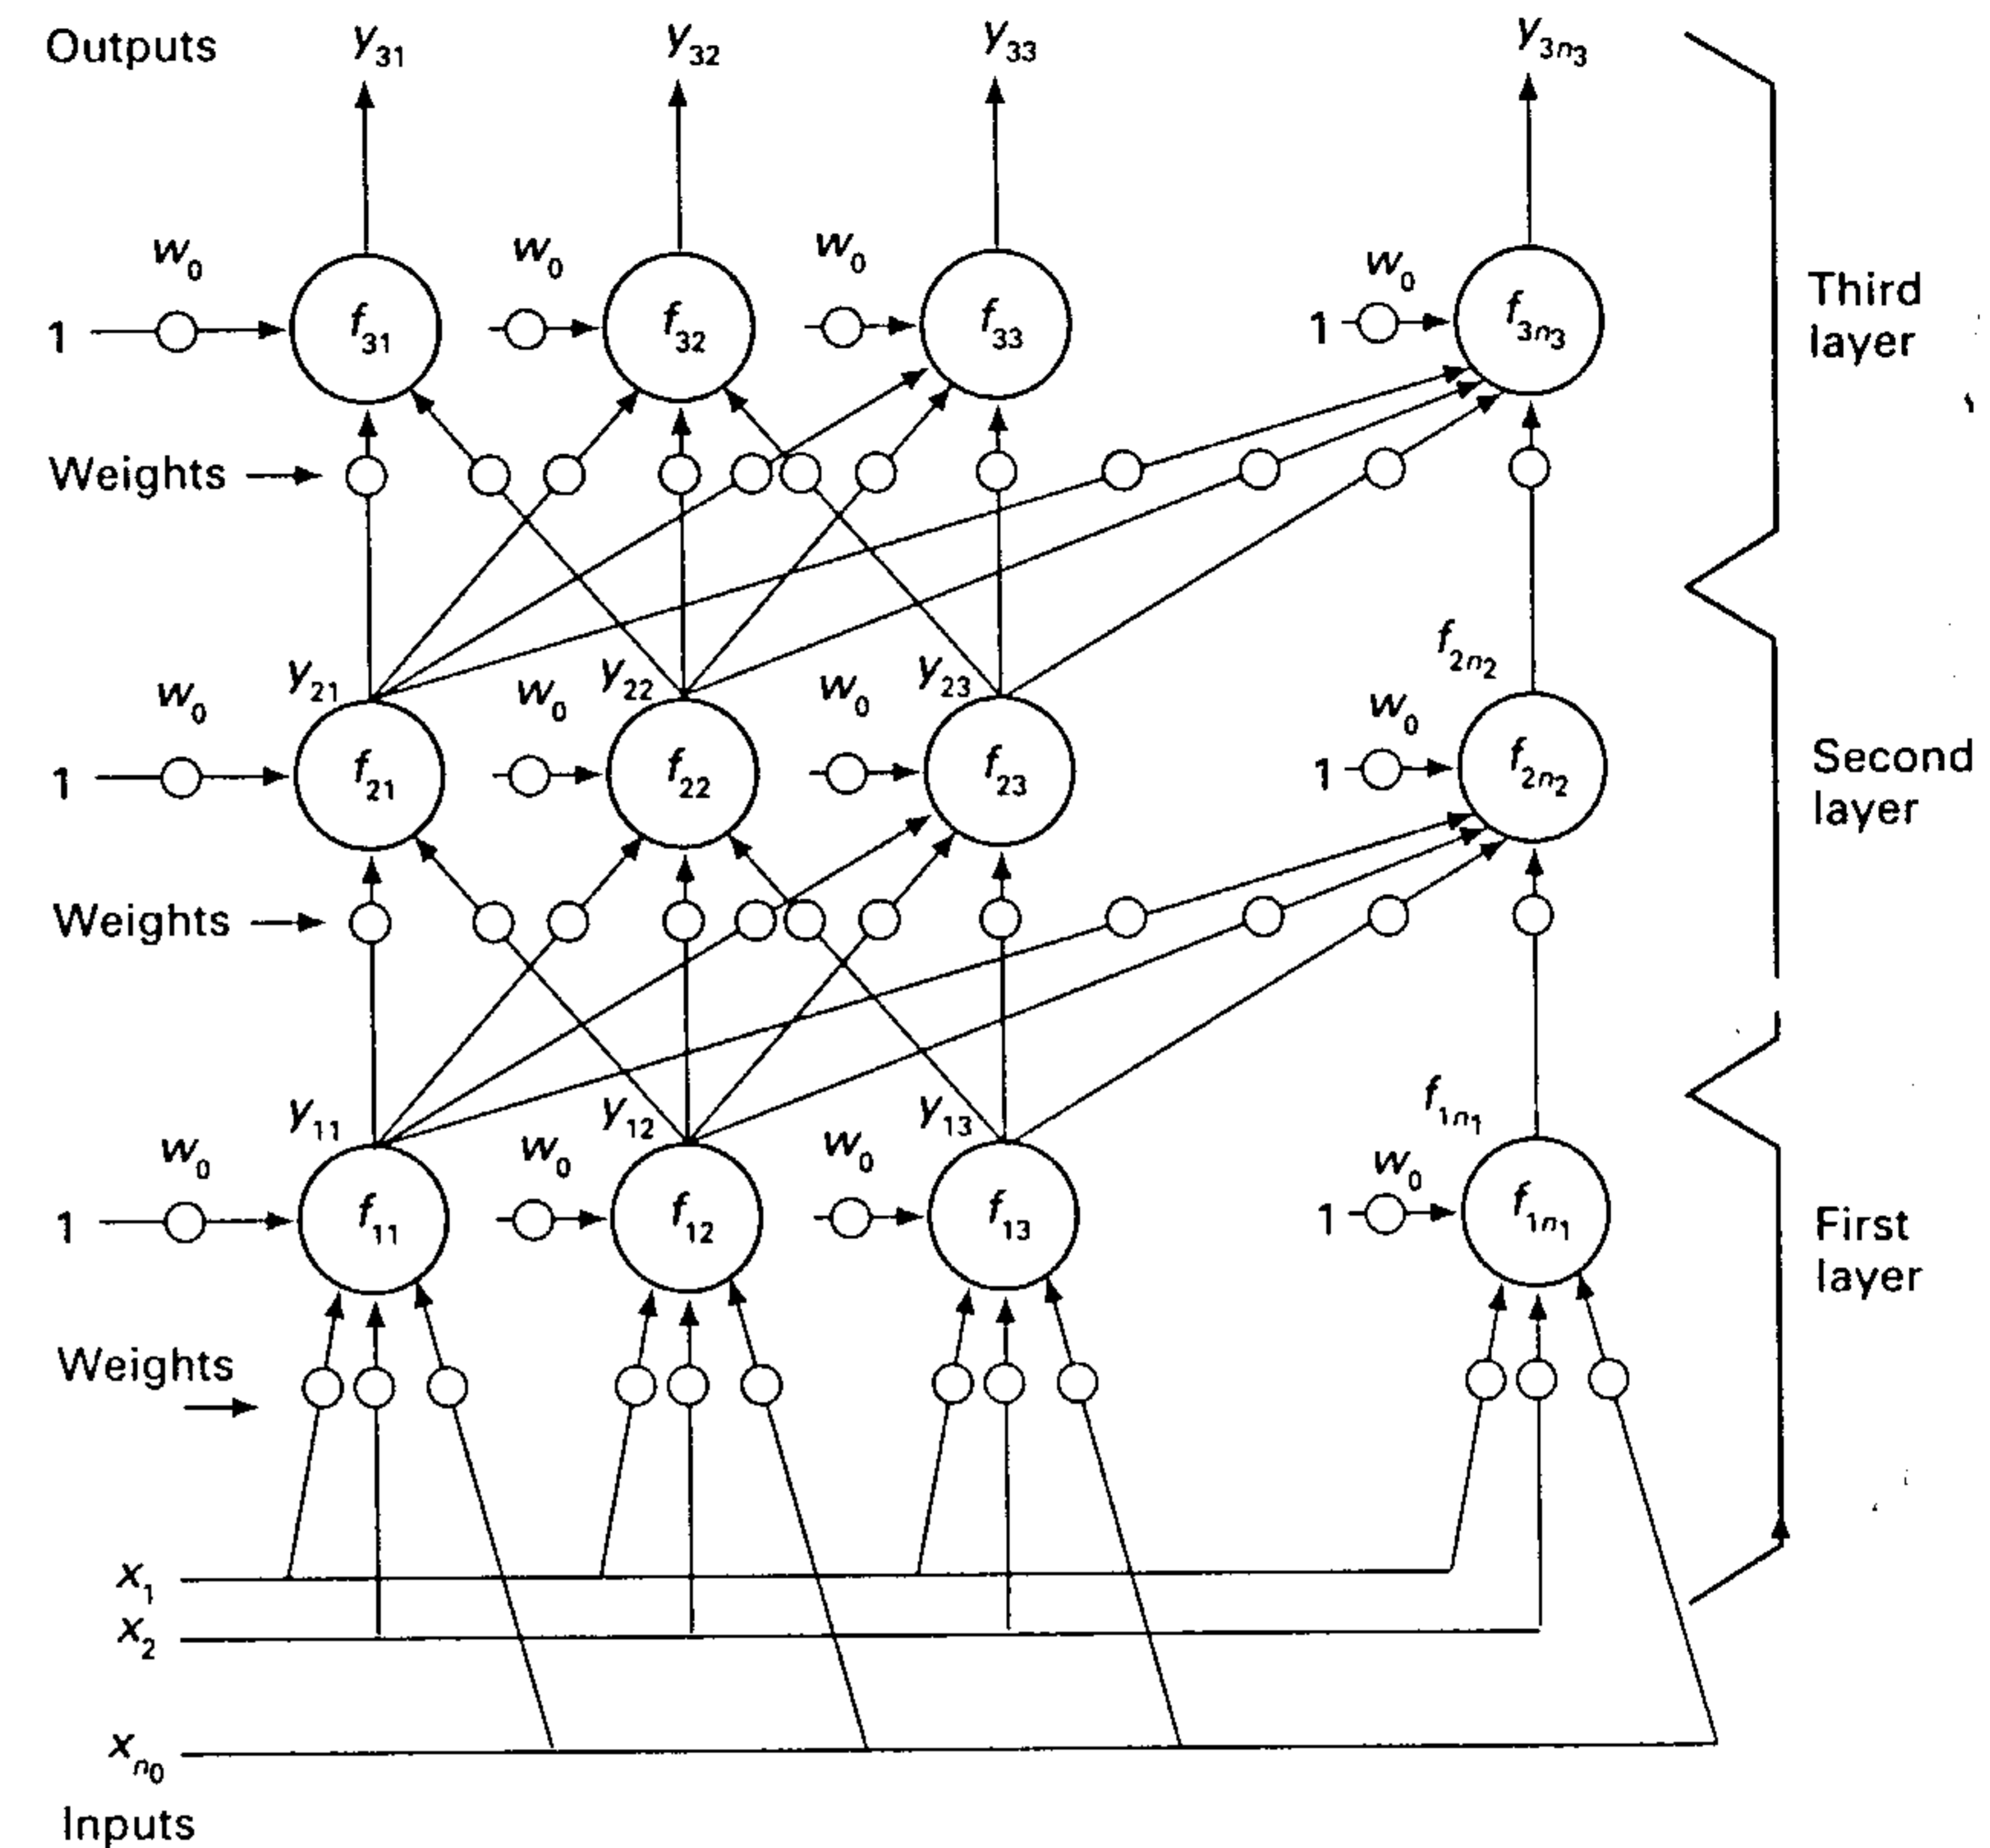 Outputs y₃₁ y₃₂ y₃₃ y₃ₙ₃
w₀ w₀ w₀ w₀
1 f₃₁ f₃₂ f₃₃ 1 f₃ₙ₃
Third
layer
Weights
y₂₁ y₂₂ y₂₃ f₂ₙ₂
w₀ w₀ w₀ w₀
1 f₂₁ f₂₂ f₂₃ 1 f₂ₙ₂
Second
layer
Weights
y₁₁ y₁₂ y₁₃ f₁ₙ₁
w₀ w₀ w₀ w₀
1 f₁₁ f₁₂ f₁₃ 1 f₁ₙ₁
First
layer
Weights
x₁
x₂
xₙ₀
Inputs